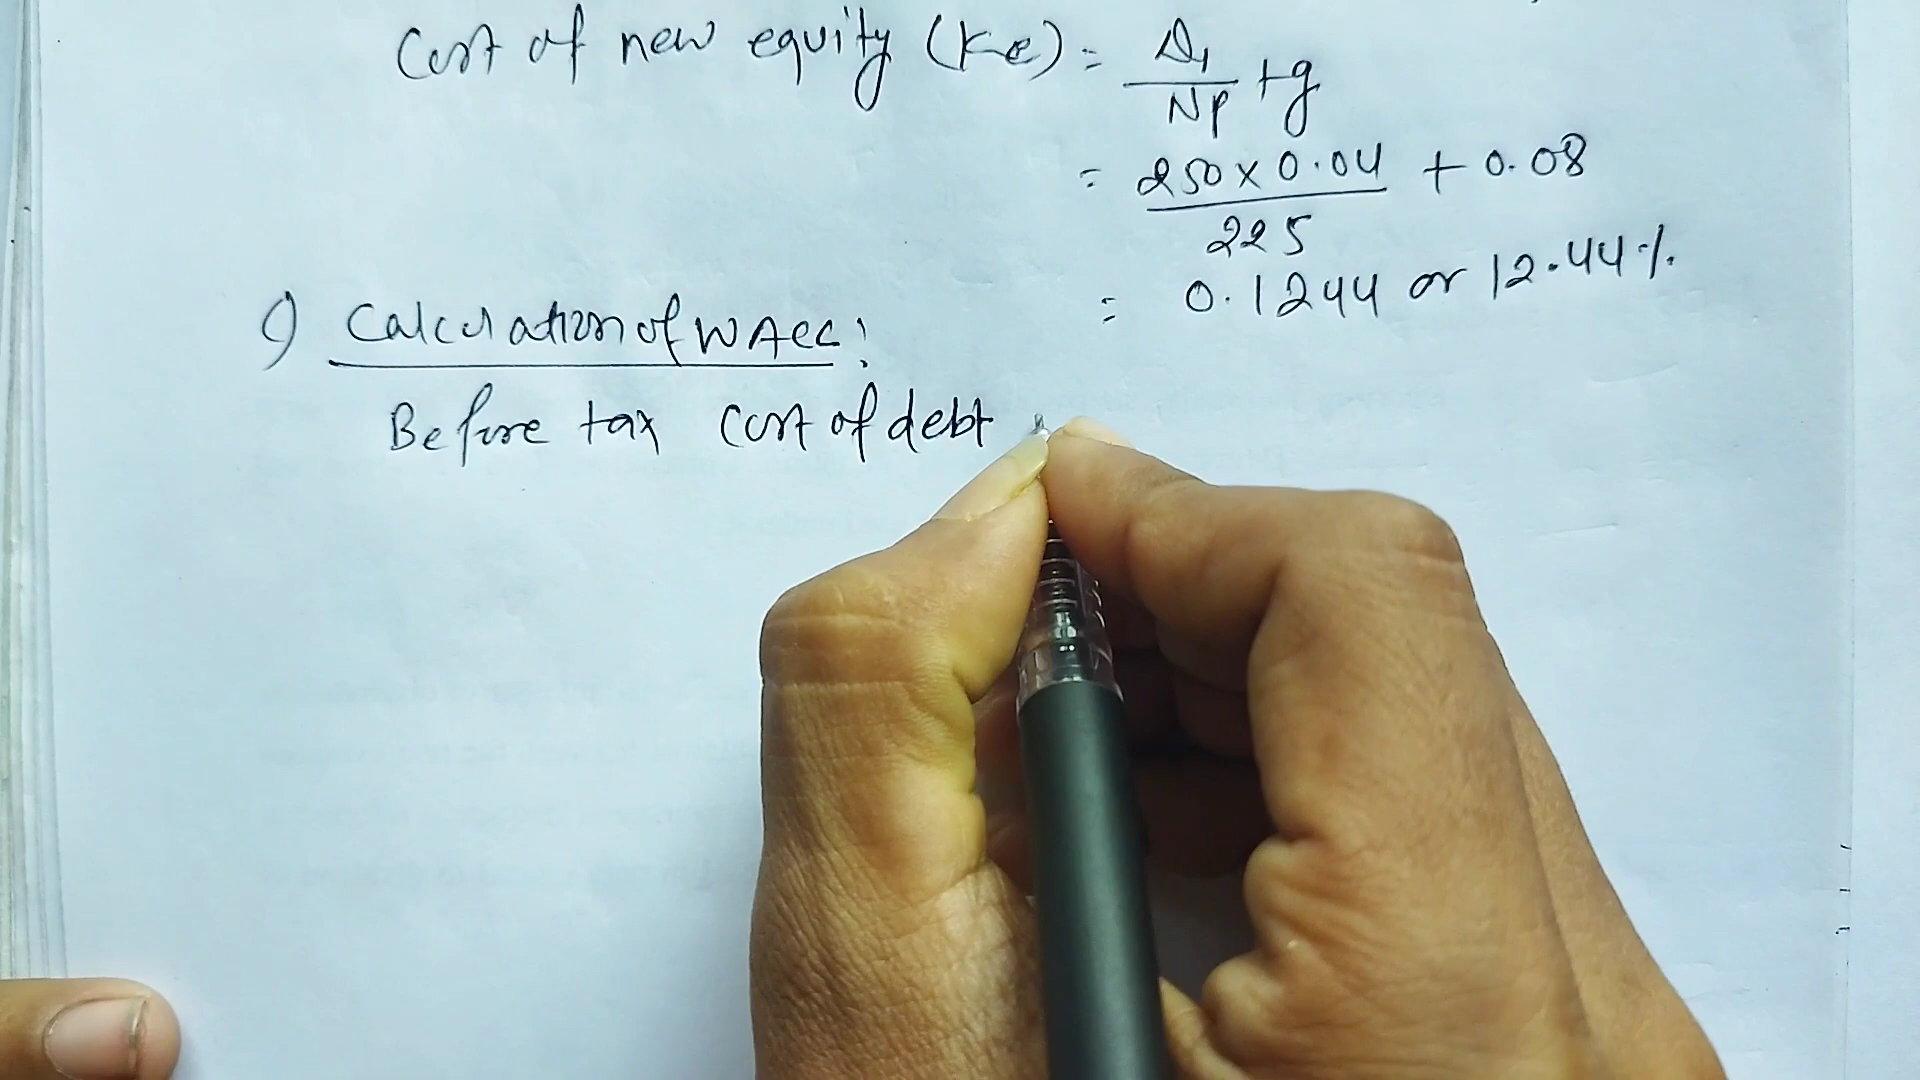 Cost of new equity (Ke) = D1/NP + g
= 250 x 0.04 / 225 + 0.08
= 0.1244 or 12.44%
c) Calculation of WACC:
Before tax cost of debt